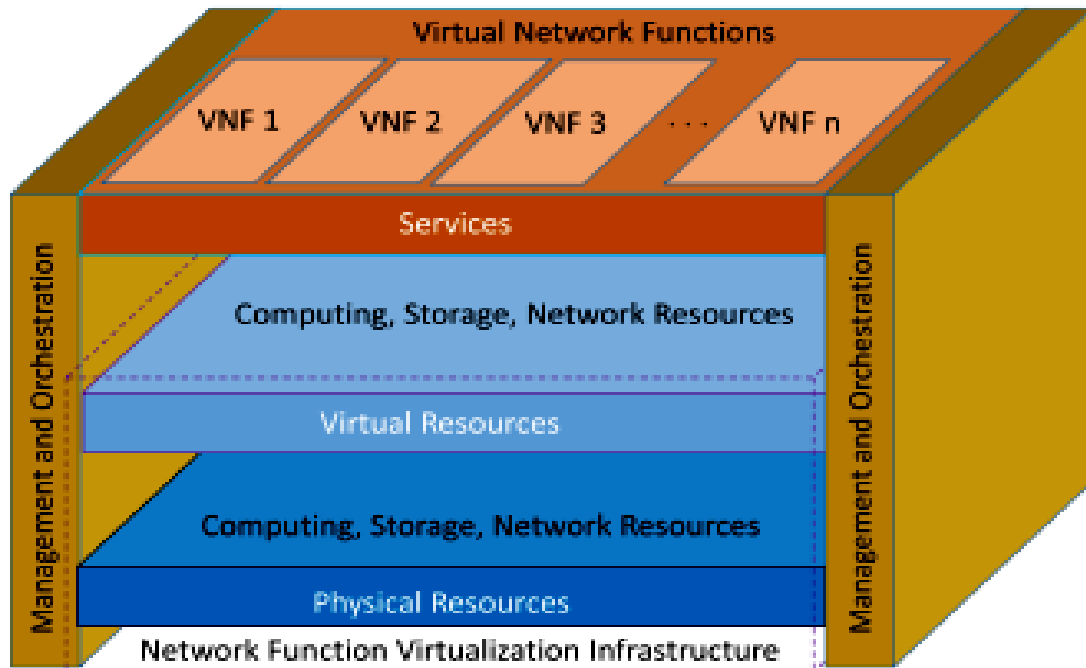 Virtual Network Functions
VNF 1
VNF 2
VNF 3
. . .
VNF n
Services
Computing, Storage, Network Resources
Virtual Resources
Computing, Storage, Network Resources
Physical Resources
Network Function Virtualization Infrastructure
Management and Orchestration
Management and Orchestration